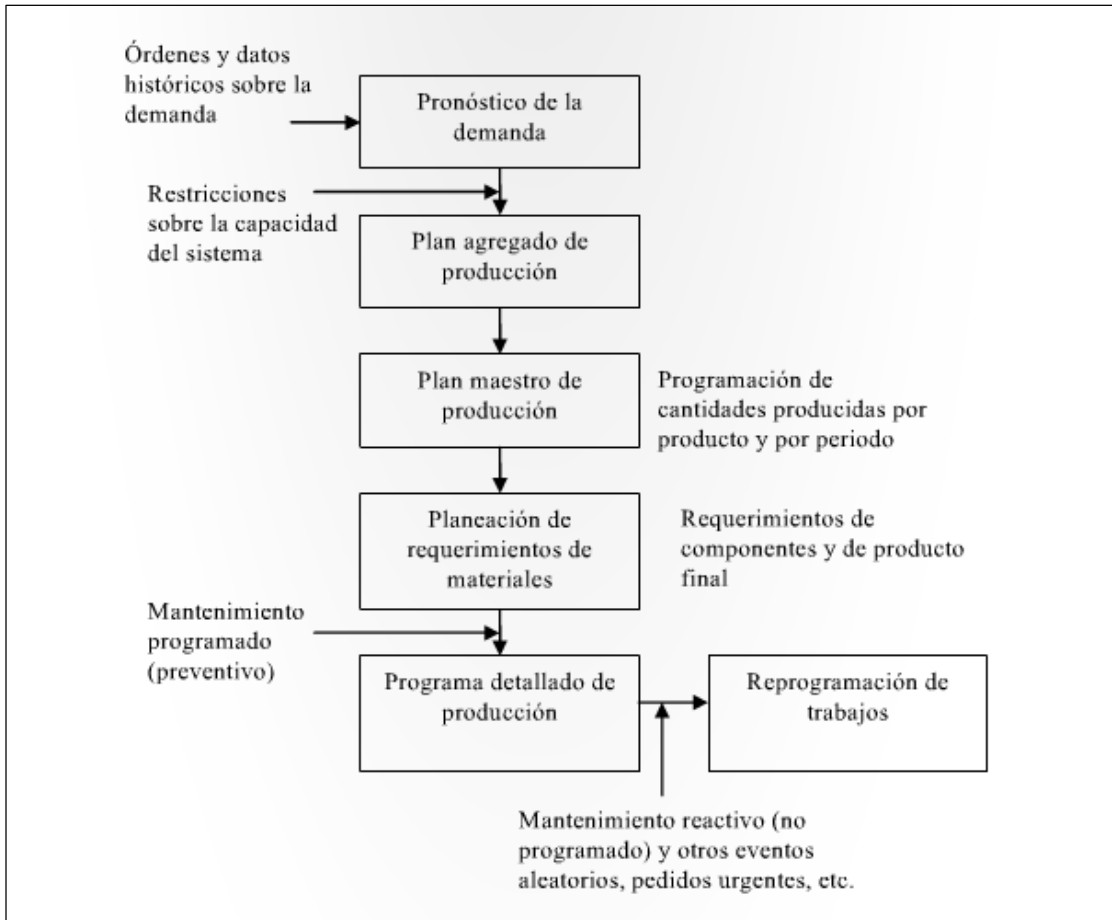 Órdenes y datos
históricos sobre la
demanda
Pronóstico de la
demanda
Restricciones
sobre la capacidad
del sistema
Plan agregado de
producción
Plan maestro de
producción
Programación de
cantidades producidas por
producto y por periodo
Planeación de
requerimientos de
materiales
Requerimientos de
componentes y de producto
final
Mantenimiento
programado
(preventivo)
Programa detallado de
producción
Reprogramación de
trabajos
Mantenimiento reactivo (no
programado) y otros eventos
aleatorios, pedidos urgentes, etc.